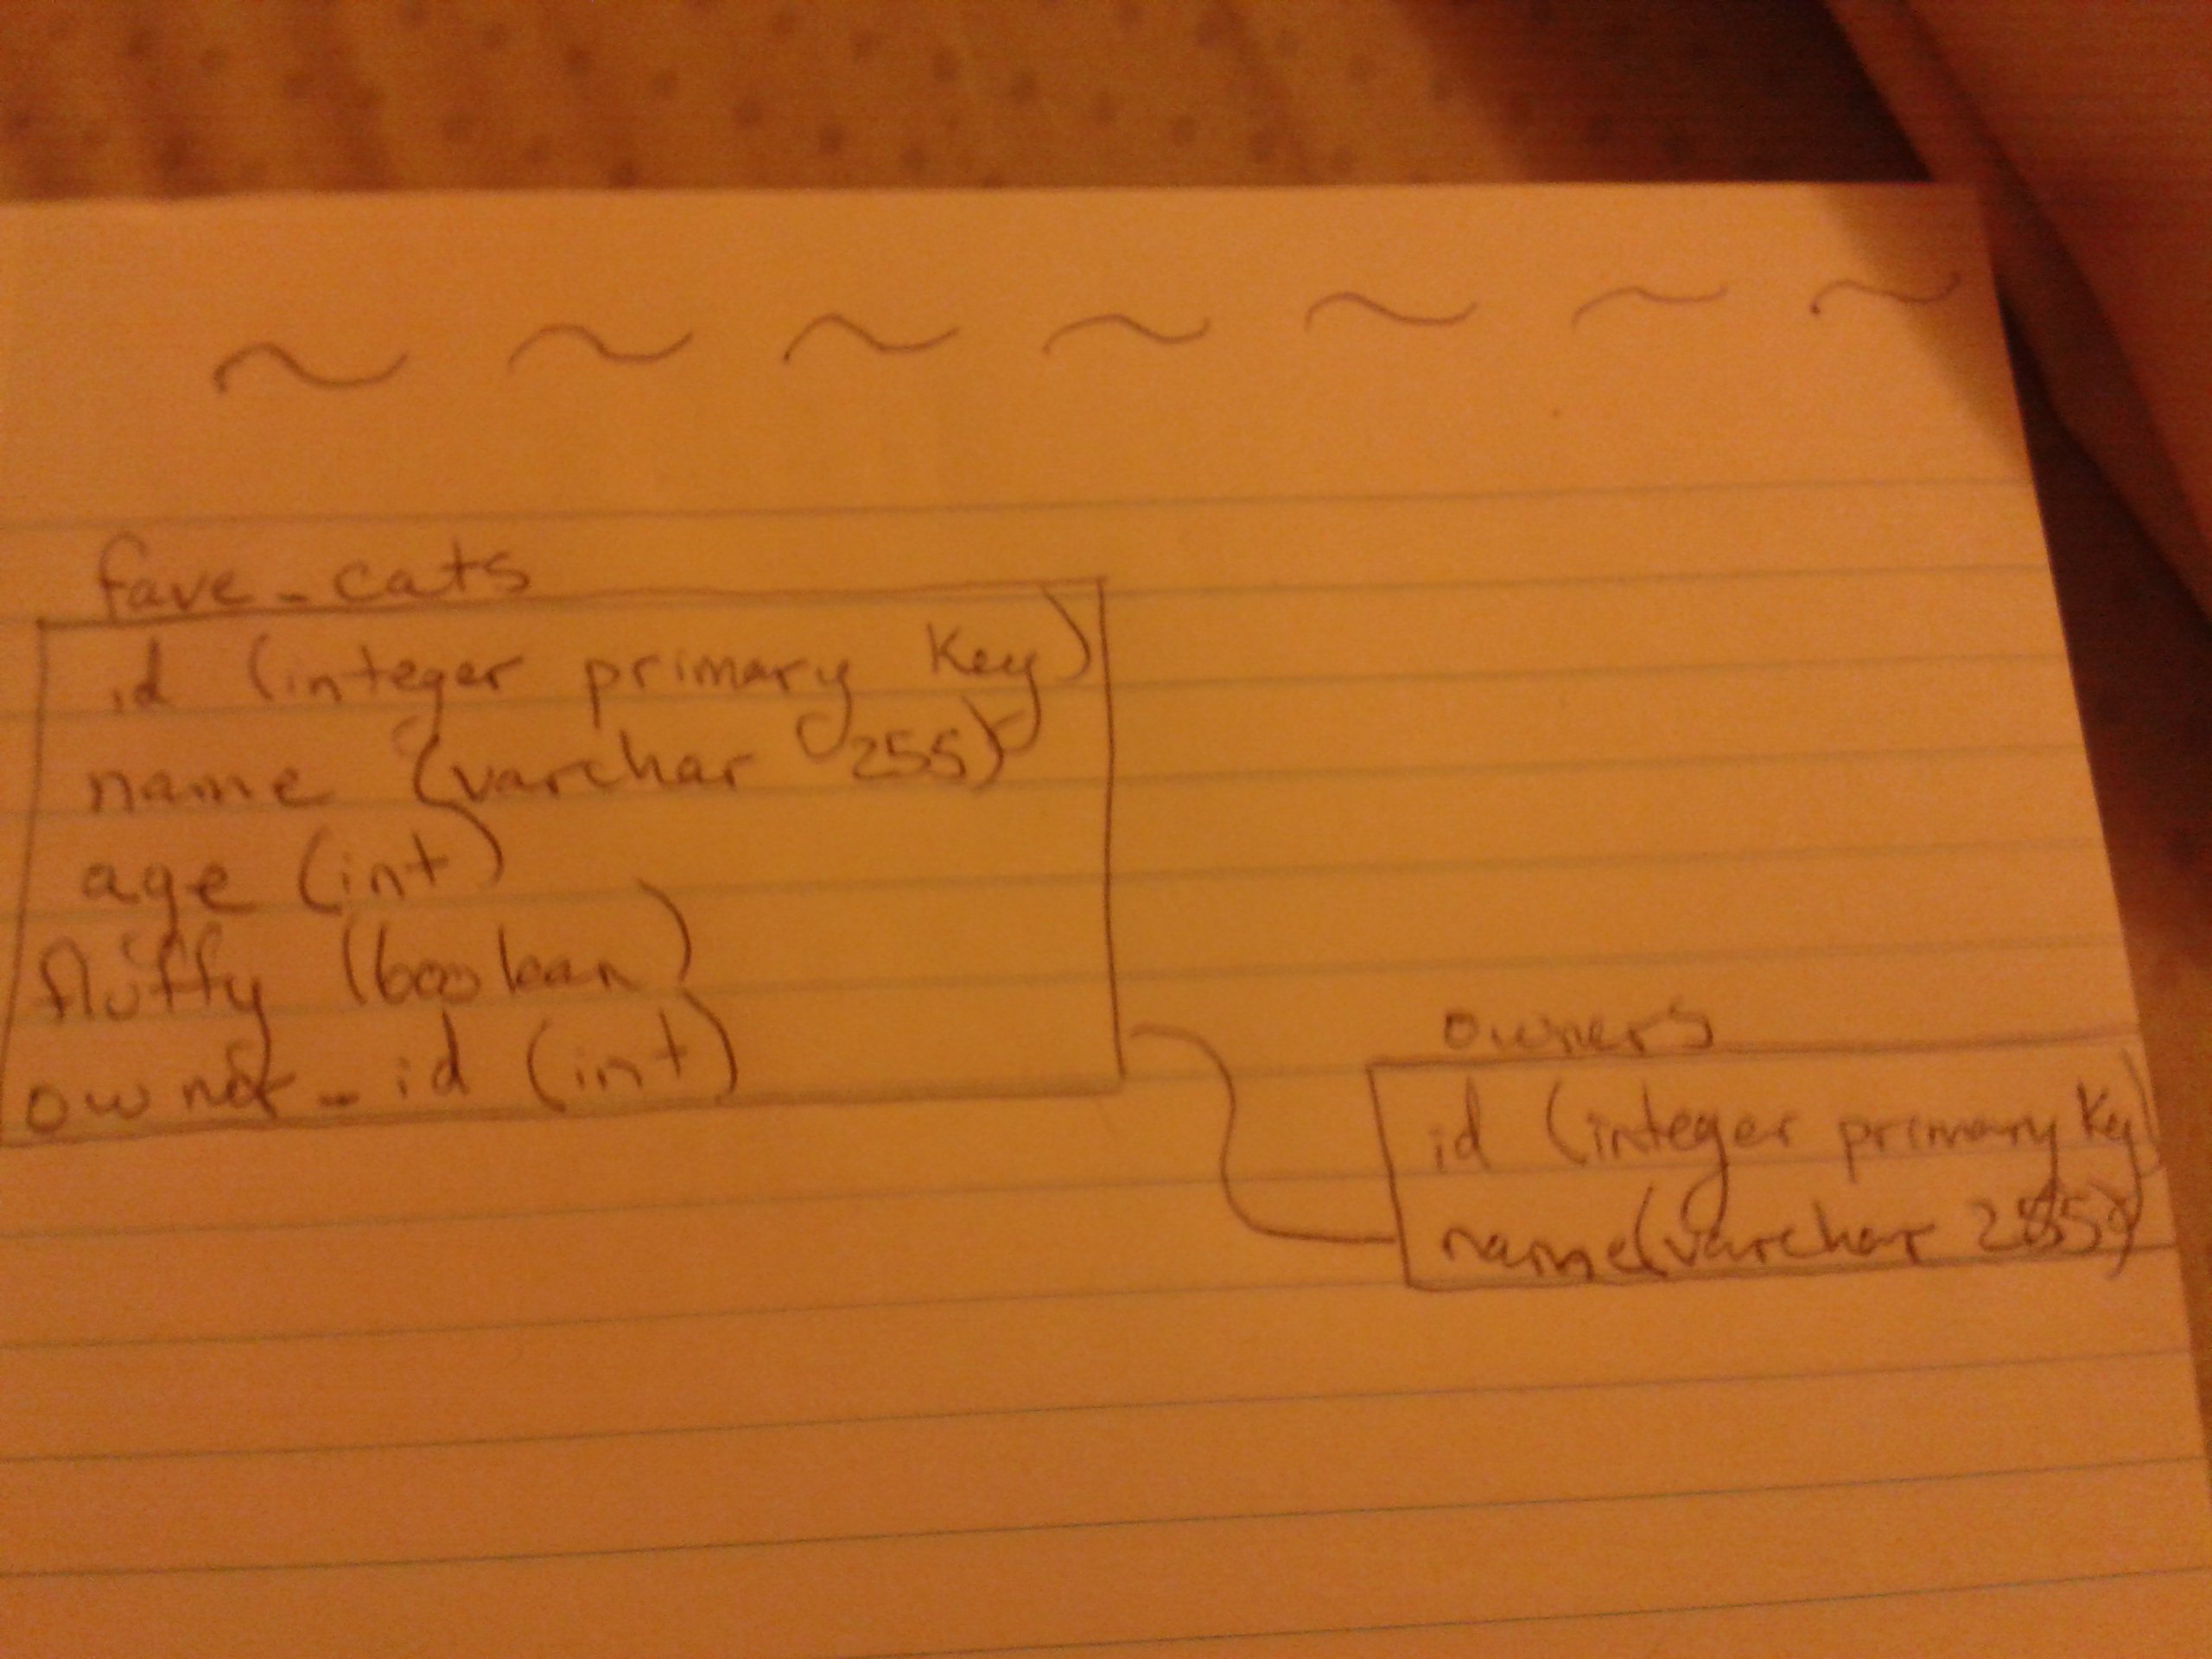 fave_cats
id (integer primary key)
name (varchar 255)
age (int)
fluffy (boolean)
owner_id (int)
owners
id (integer primary key)
name (varchar 255)